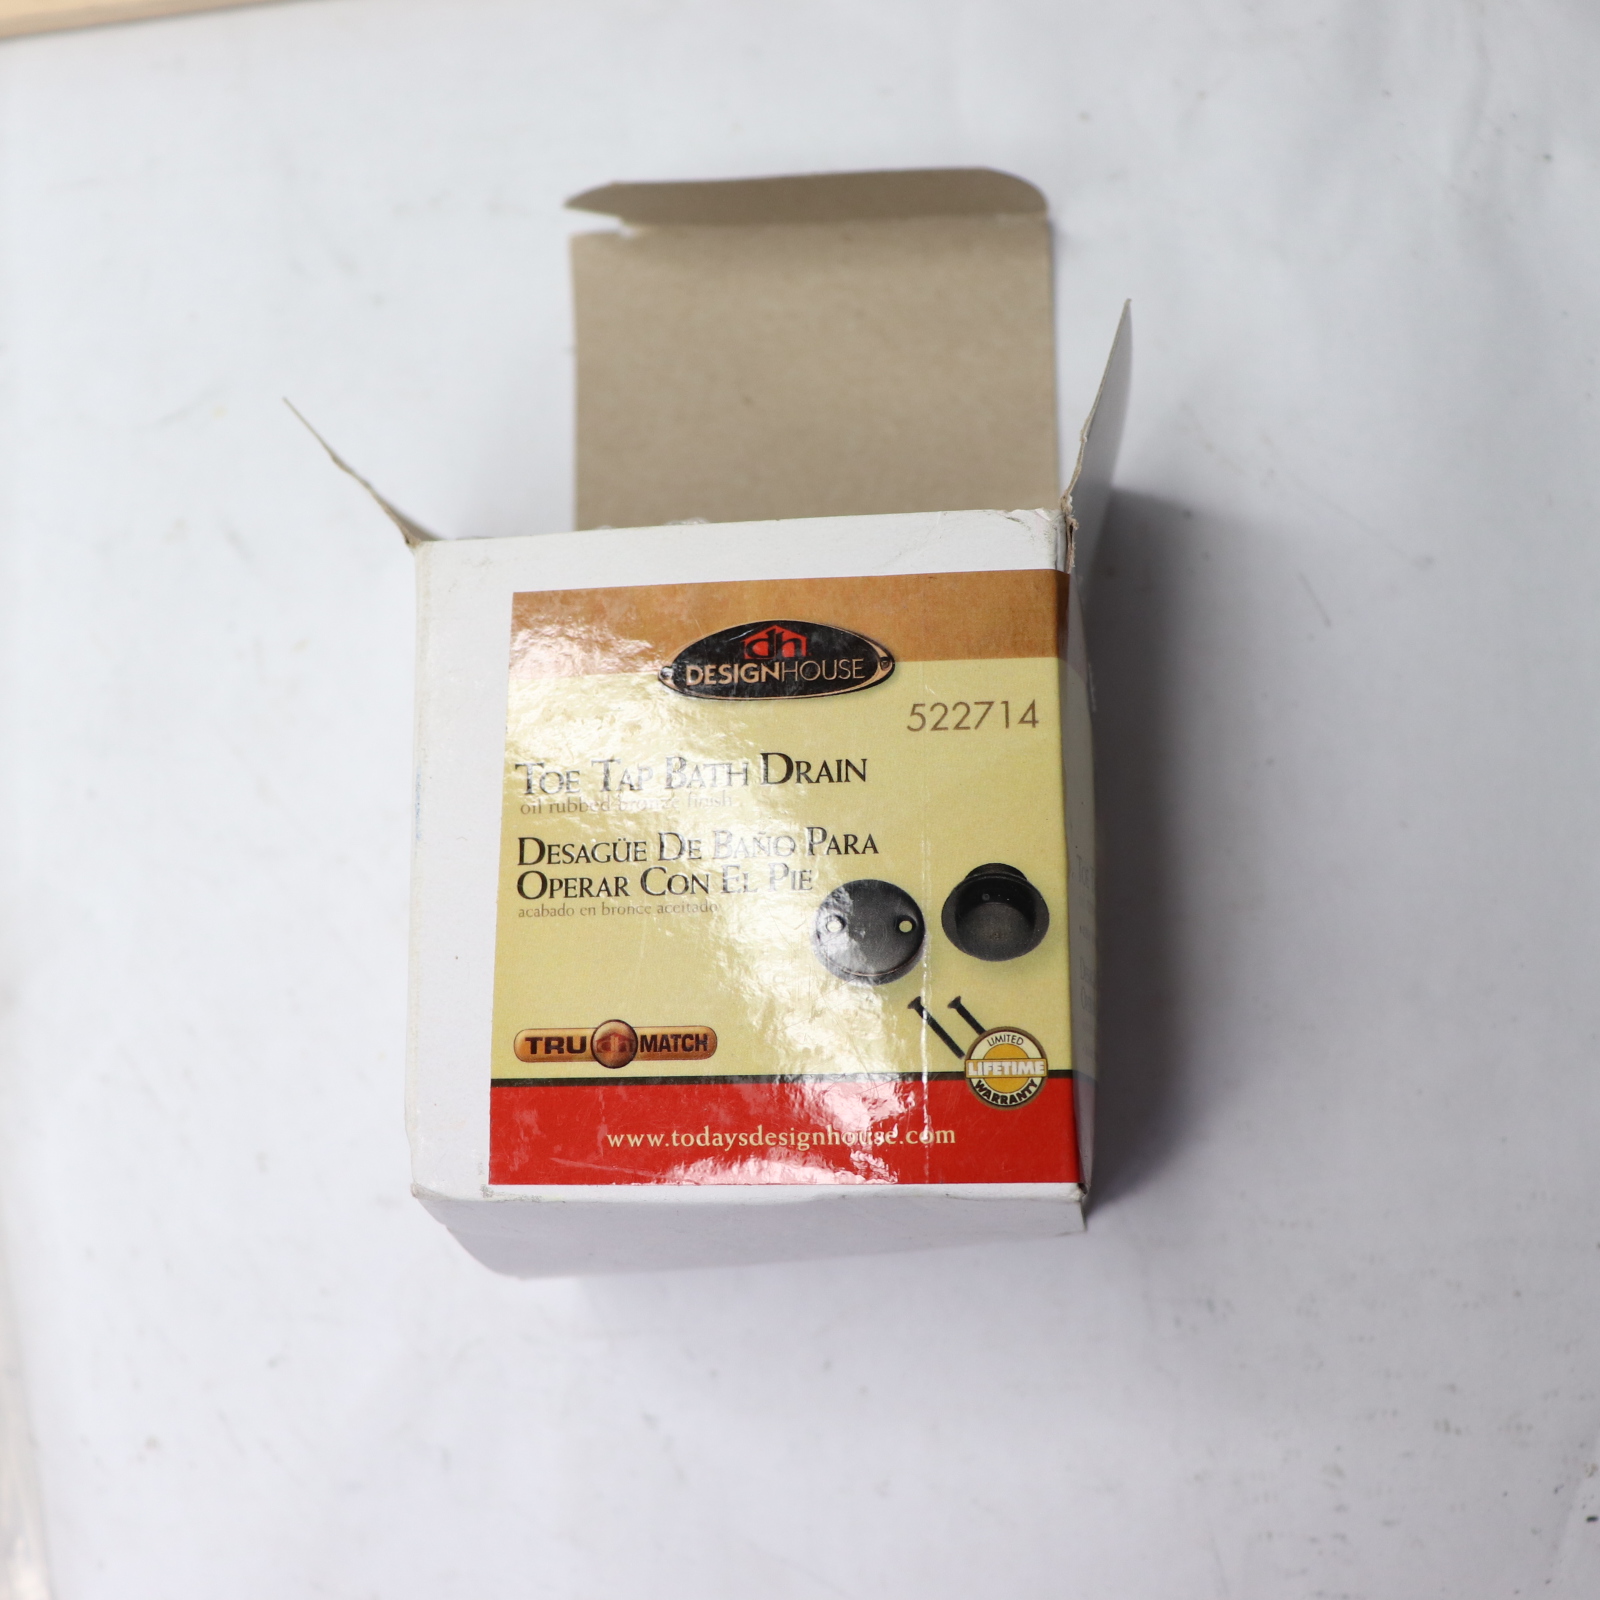 dh
DESIGNHOUSE
522714
TOE TAP BATH DRAIN
oil rubbed bronze finish
DESAGÜE DE BAÑO PARA
OPERAR CON EL PIE
acabado en bronce aceitado
TRU MATCH
LIMITED
LIFETIME
WARRANTY
www.todaysdesignhouse.com